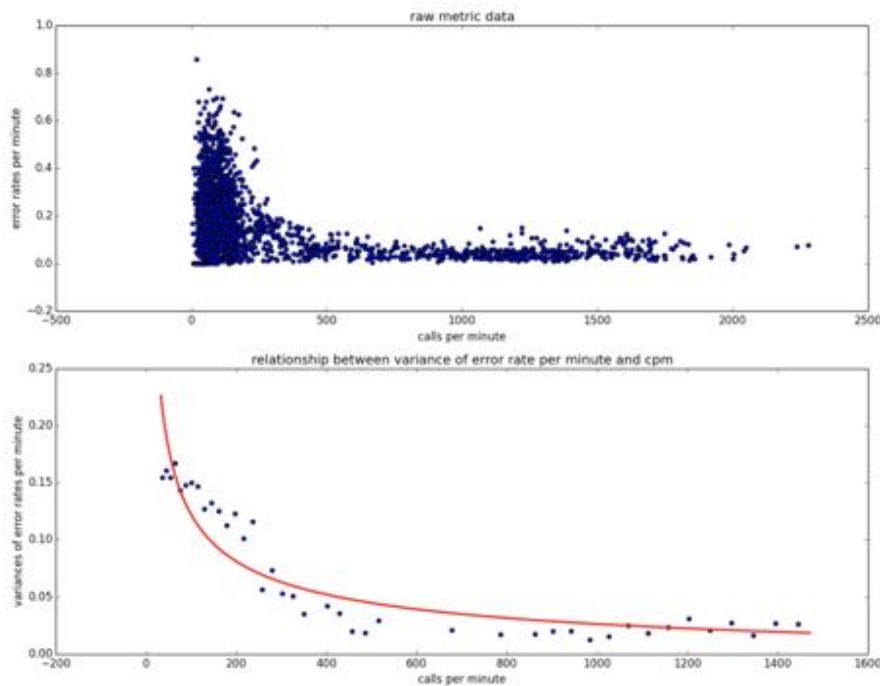 raw metric data
1.0
0.8
0.6
0.4
0.2
0.0
−0.2
error rates per minute
−500 0 500 1000 1500 2000 2500
calls per minute
relationship between variance of error rate per minute and cpm
0.25
0.20
0.15
0.10
0.05
0.00
variances of error rates per minute
−200 0 200 400 600 800 1000 1200 1400 1600
calls per minute